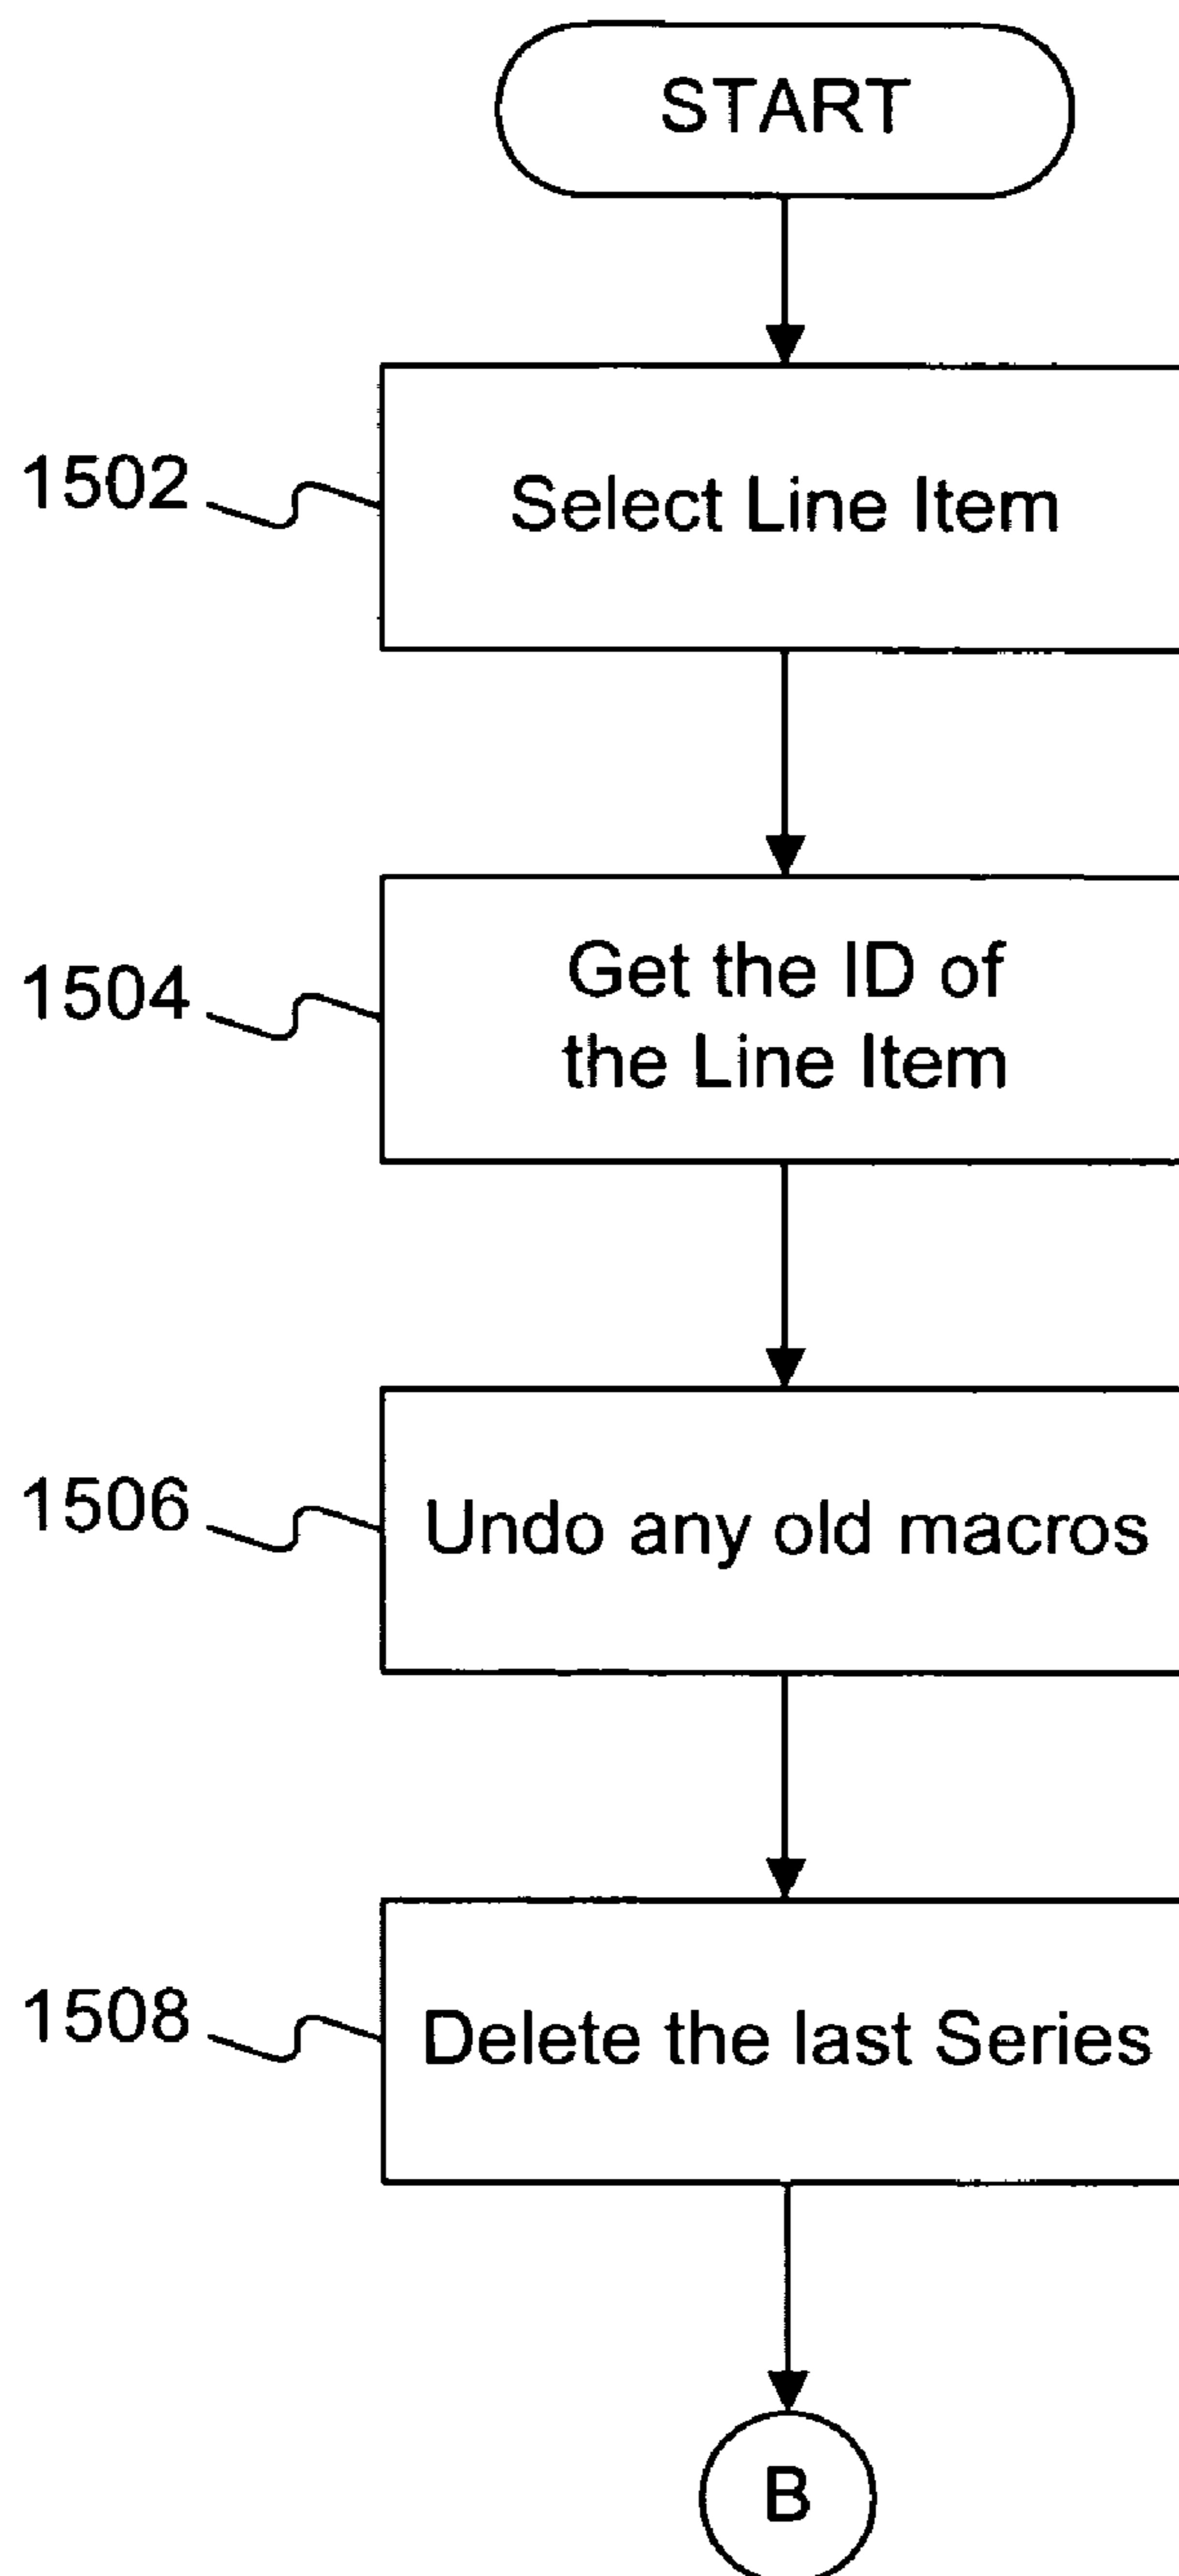 START
1502
Select Line Item
1504
Get the ID of
the Line Item
1506
Undo any old macros
1508
Delete the last Series
B